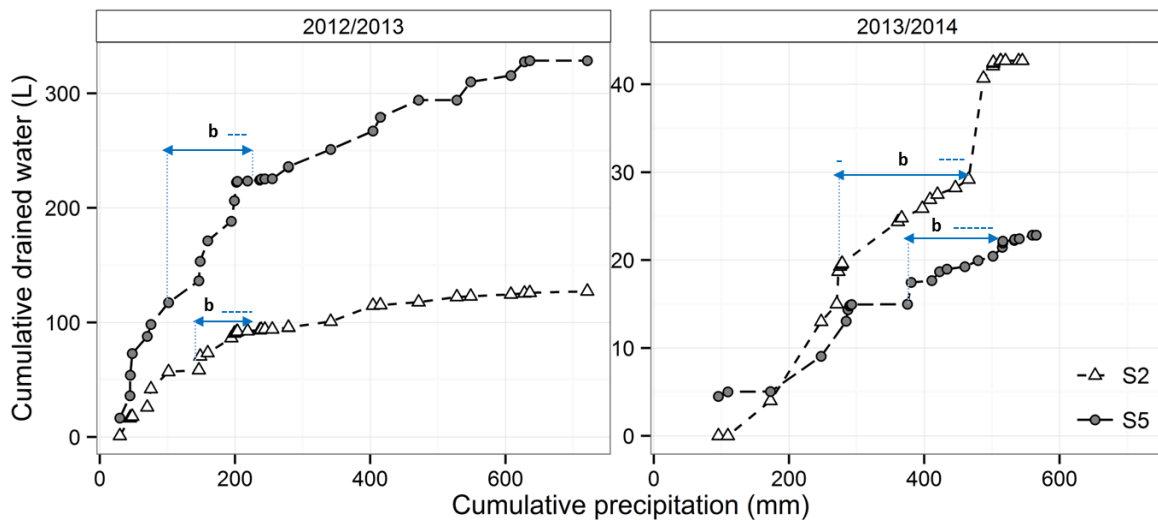 2012/2013
2013/2014
Cumulative drained water (L)
300
200
100
0
b
b
0
200
400
600
40
30
20
10
0
b
b
S2
S5
0
200
400
600
Cumulative precipitation (mm)